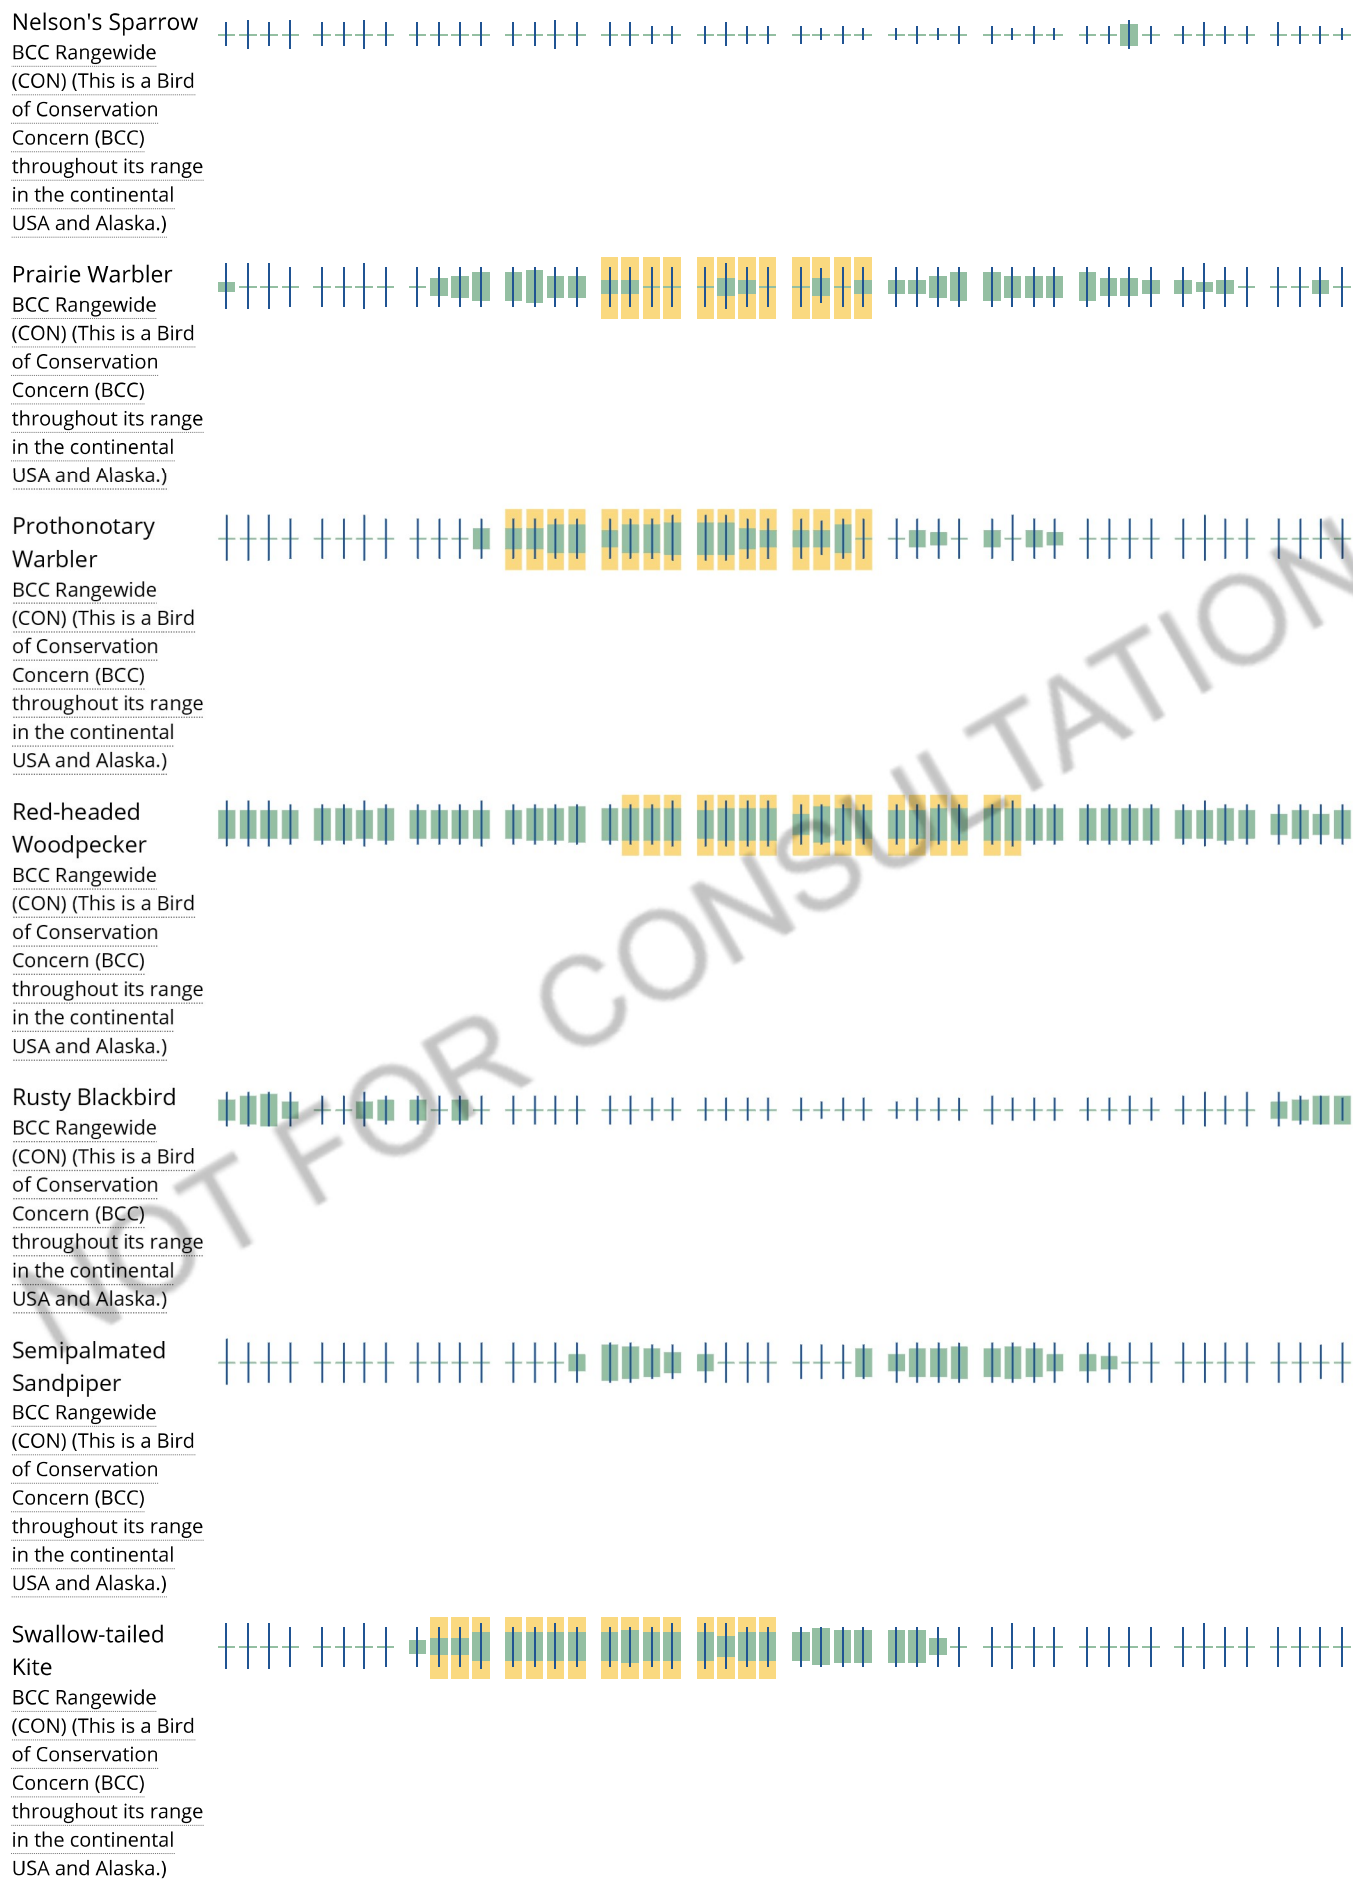 Nelson's Sparrow
BCC Rangewide
(CON) (This is a Bird
of Conservation
Concern (BCC)
throughout its range
in the continental
USA and Alaska.)
Prairie Warbler
BCC Rangewide
(CON) (This is a Bird
of Conservation
Concern (BCC)
throughout its range
in the continental
USA and Alaska.)
Prothonotary
Warbler
BCC Rangewide
(CON) (This is a Bird
of Conservation
Concern (BCC)
throughout its range
in the continental
USA and Alaska.)
Red-headed
Woodpecker
BCC Rangewide
(CON) (This is a Bird
of Conservation
Concern (BCC)
throughout its range
in the continental
USA and Alaska.)
Rusty Blackbird
BCC Rangewide
(CON) (This is a Bird
of Conservation
Concern (BCC)
throughout its range
in the continental
USA and Alaska.)
Semipalmated
Sandpiper
BCC Rangewide
(CON) (This is a Bird
of Conservation
Concern (BCC)
throughout its range
in the continental
USA and Alaska.)
Swallow-tailed
Kite
BCC Rangewide
(CON) (This is a Bird
of Conservation
Concern (BCC)
throughout its range
in the continental
USA and Alaska.)
NOT FOR CONSULTATION